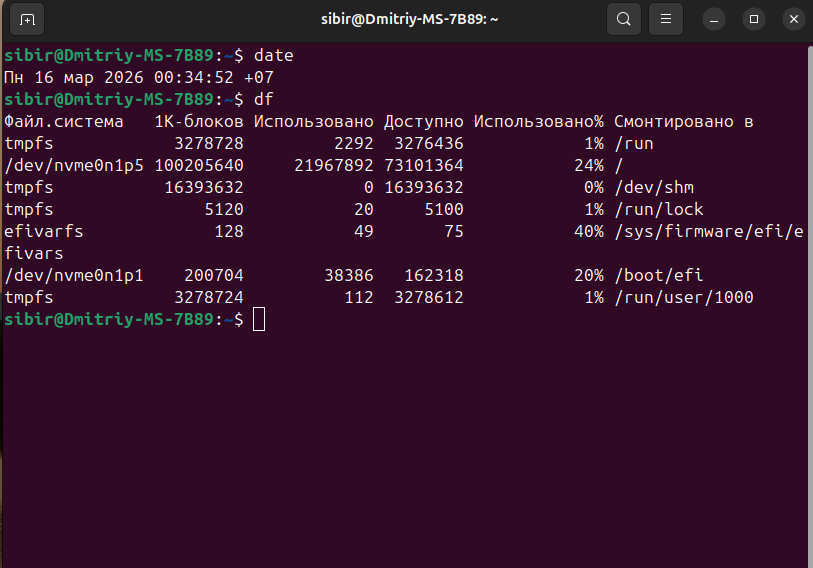 sibir@Dmitriy-MS-7B89: ~
sibir@Dmitriy-MS-7B89:~$ date
Пн 16 мар 2026 00:34:52 +07
sibir@Dmitriy-MS-7B89:~$ df
Файл.система   1K-блоков Использовано Доступно Использовано% Смонтировано в
tmpfs            3278728         2292  3276436            1% /run
/dev/nvme0n1p5 100205640     21967892 73101364           24% /
tmpfs           16393632            0 16393632            0% /dev/shm
tmpfs               5120           20     5100            1% /run/lock
efivarfs             128           49       75           40% /sys/firmware/efi/e
fivars
/dev/nvme0n1p1    200704        38386   162318           20% /boot/efi
tmpfs            3278724          112  3278612            1% /run/user/1000
sibir@Dmitriy-MS-7B89:~$